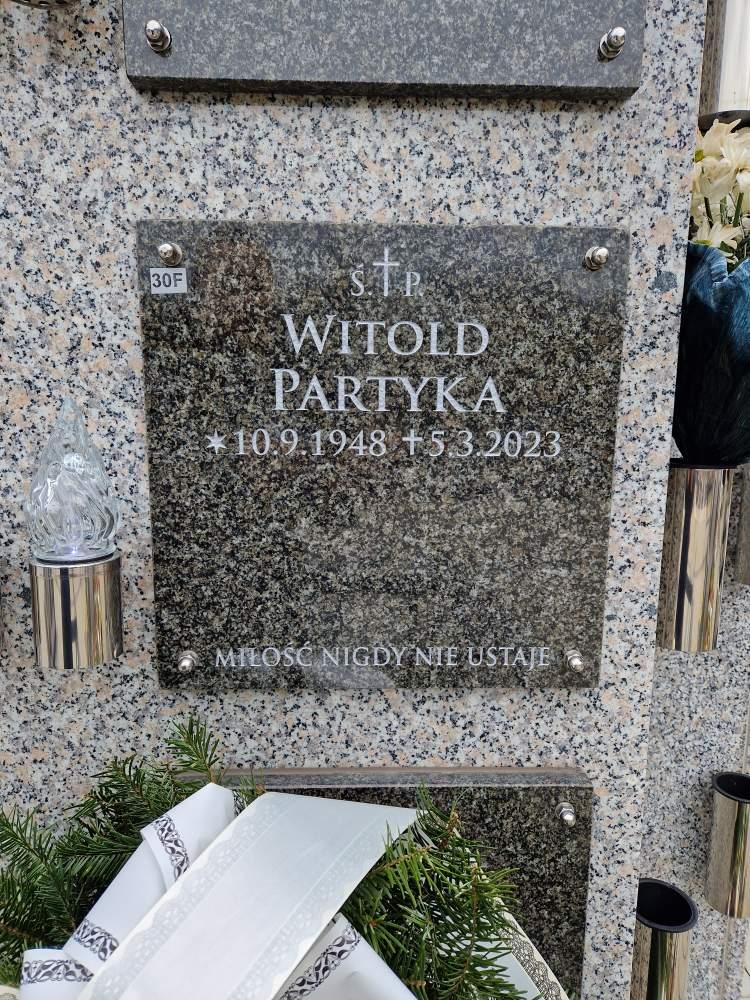 30F
Ś.✝P.
WITOLD
PARTYKA
✶10.9.1948 ✝5.3.2023
MIŁOŚĆ NIGDY NIE USTAJE